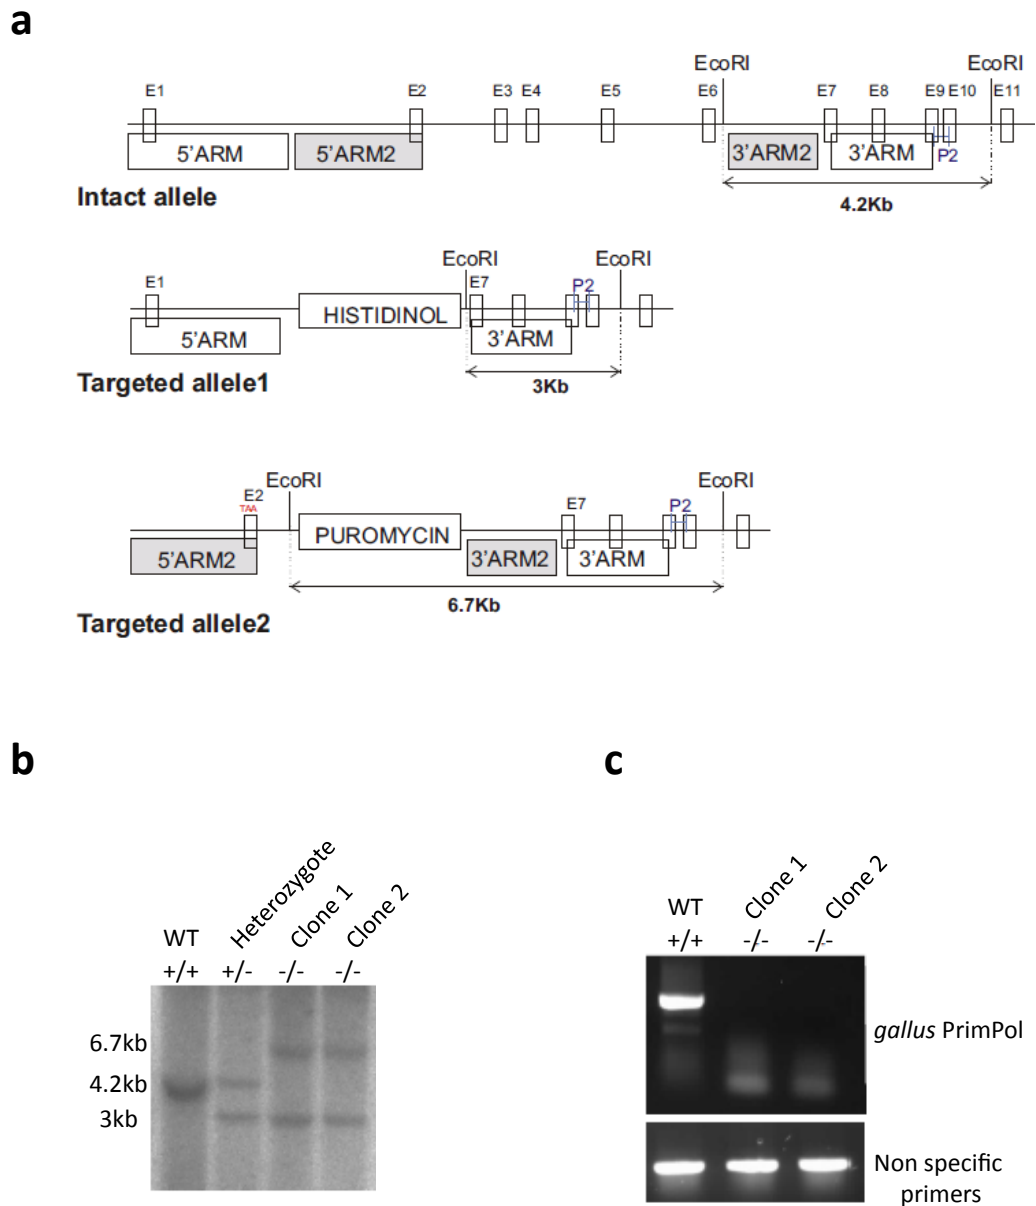 a
EcoRI EcoRI
E1 E2 E3 E4 E5 E6 E7 E8 E9 E10 E11
5'ARM 5'ARM2 3'ARM2 3'ARM P2
Intact allele
4.2Kb
EcoRI EcoRI
E1 E7 P2
HISTIDINOL
5'ARM 3'ARM
Targeted allele1
3Kb
EcoRI EcoRI
E2 E7 P2
TAA
PUROMYCIN
5'ARM2 3'ARM2 3'ARM
6.7Kb
Targeted allele2
b
WT Heterozygote Clone 1 Clone 2
+/+ +/- -/- -/-
6.7kb
4.2kb
3kb
c
WT Clone 1 Clone 2
+/+ -/- -/-
gallus PrimPol
Non specific
primers